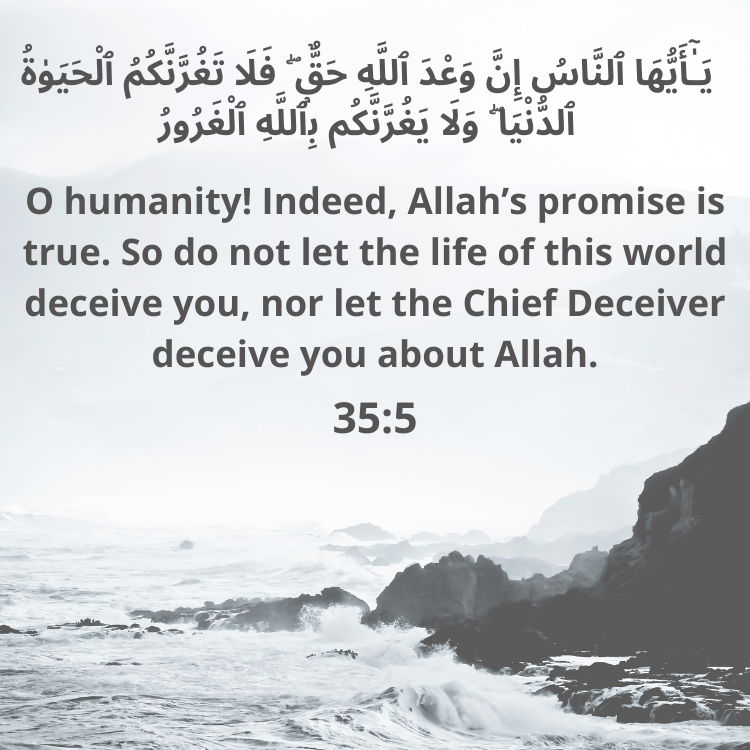 يَـٰٓأَيُّهَا ٱلنَّاسُ إِنَّ وَعْدَ ٱللَّهِ حَقٌّ ۖ فَلَا تَغُرَّنَّكُمُ ٱلْحَيَوٰةُ
ٱلدُّنْيَا ۖ وَلَا يَغُرَّنَّكُم بِٱللَّهِ ٱلْغَرُورُ
O humanity! Indeed, Allah’s promise is
true. So do not let the life of this world
deceive you, nor let the Chief Deceiver
deceive you about Allah.
35:5